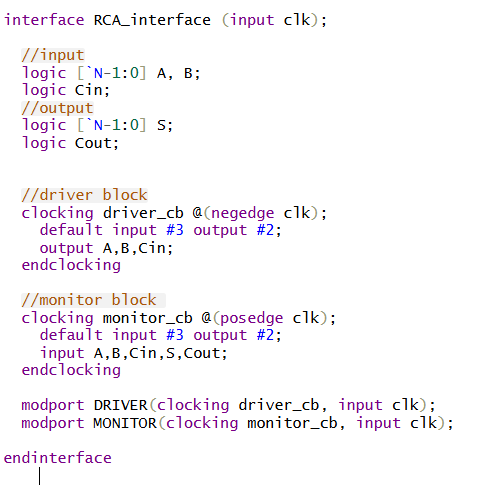 interface RCA_interface (input clk);
//input
logic [`N-1:0] A, B;
logic Cin;
//output
logic [`N-1:0] S;
logic Cout;
//driver block
clocking driver_cb @(negedge clk);
default input #3 output #2;
output A,B,Cin;
endclocking
//monitor block
clocking monitor_cb @(posedge clk);
default input #3 output #2;
input A,B,Cin,S,Cout;
endclocking
modport DRIVER(clocking driver_cb, input clk);
modport MONITOR(clocking monitor_cb, input clk);
endinterface